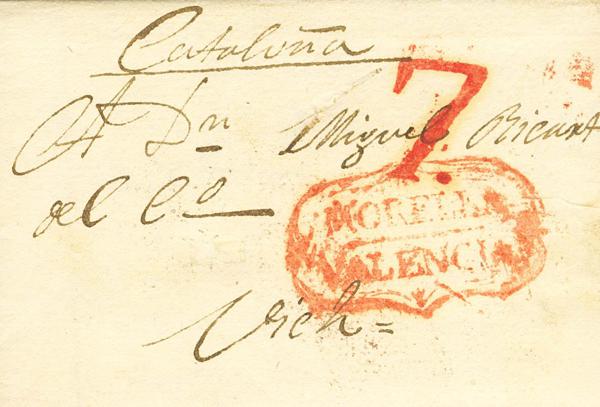 Cataluña
7.
A Dn Miguel Ricart
del Co
MORELLA
VALENCIA
Vich =